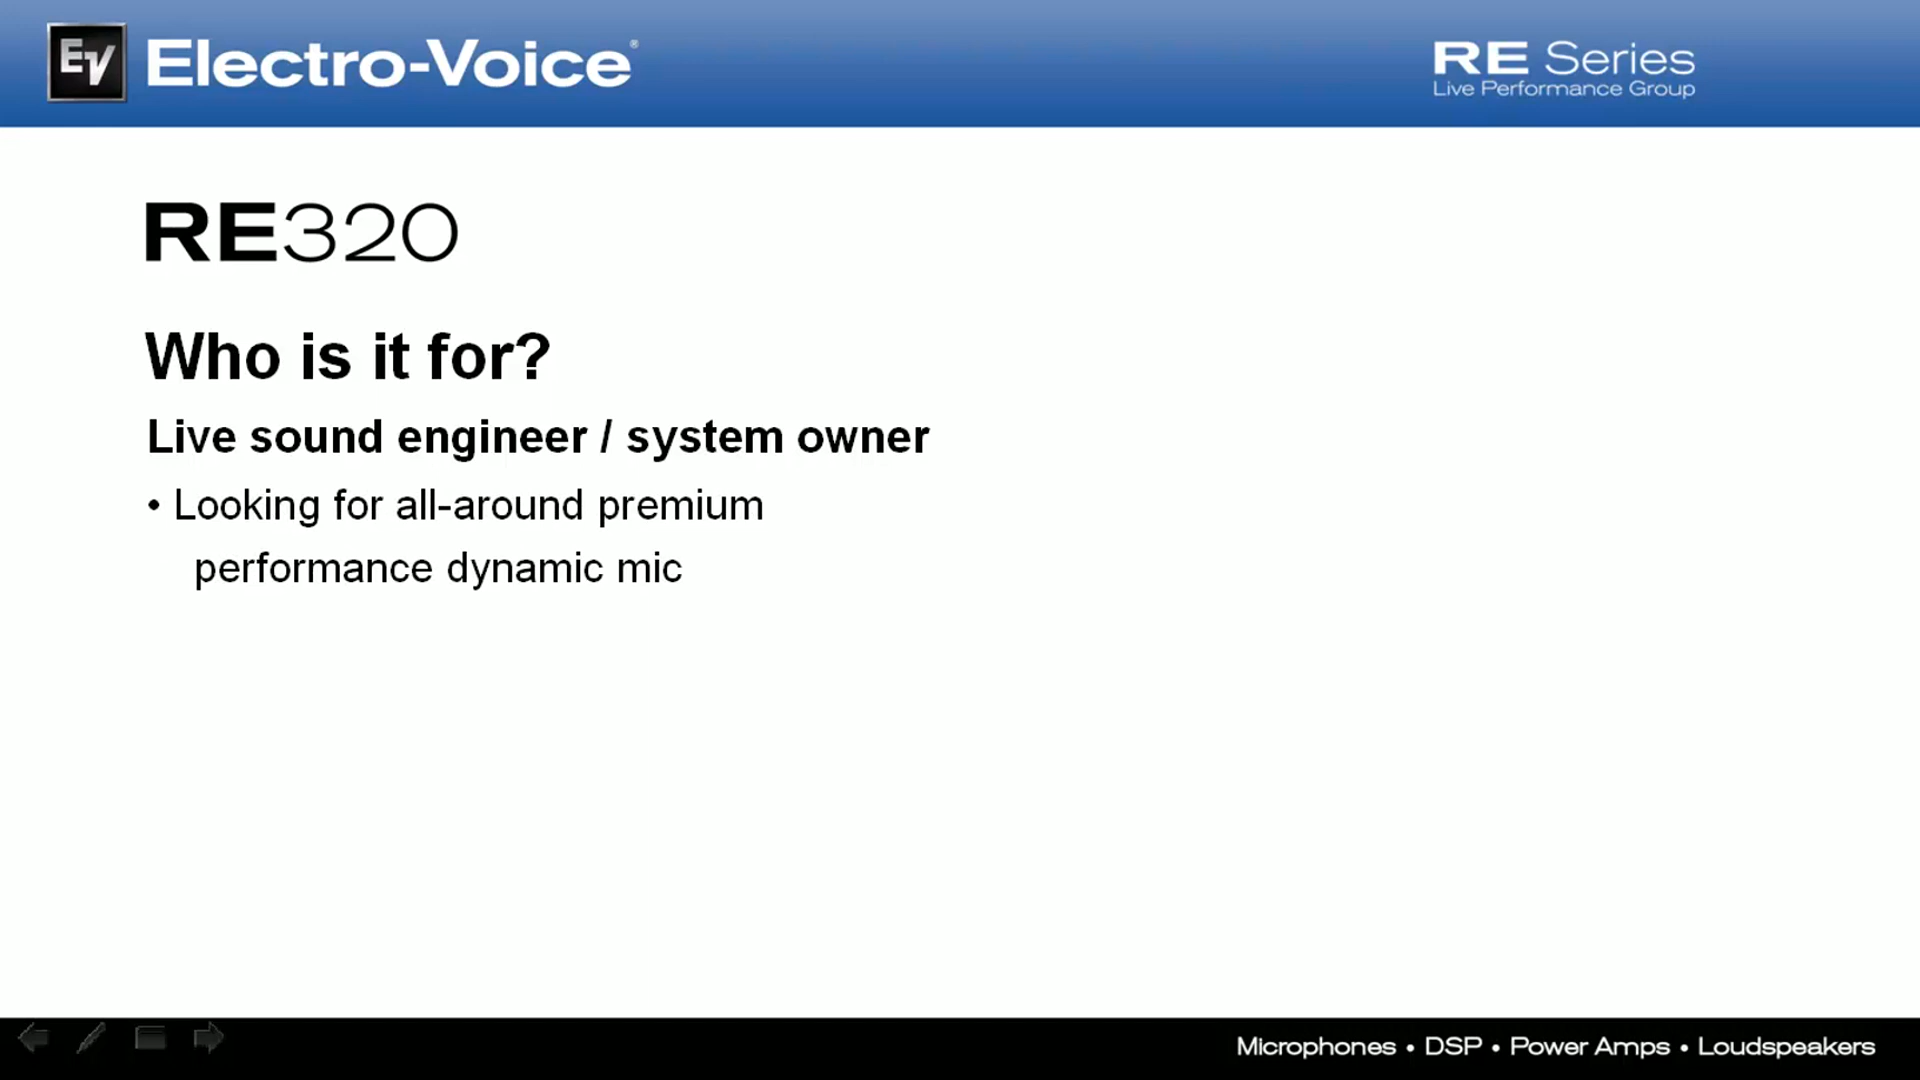 EV Electro-Voice®
RE Series
Live Performance Group
RE320
Who is it for?
Live sound engineer / system owner
• Looking for all-around premium
performance dynamic mic
Microphones • DSP • Power Amps • Loudspeakers